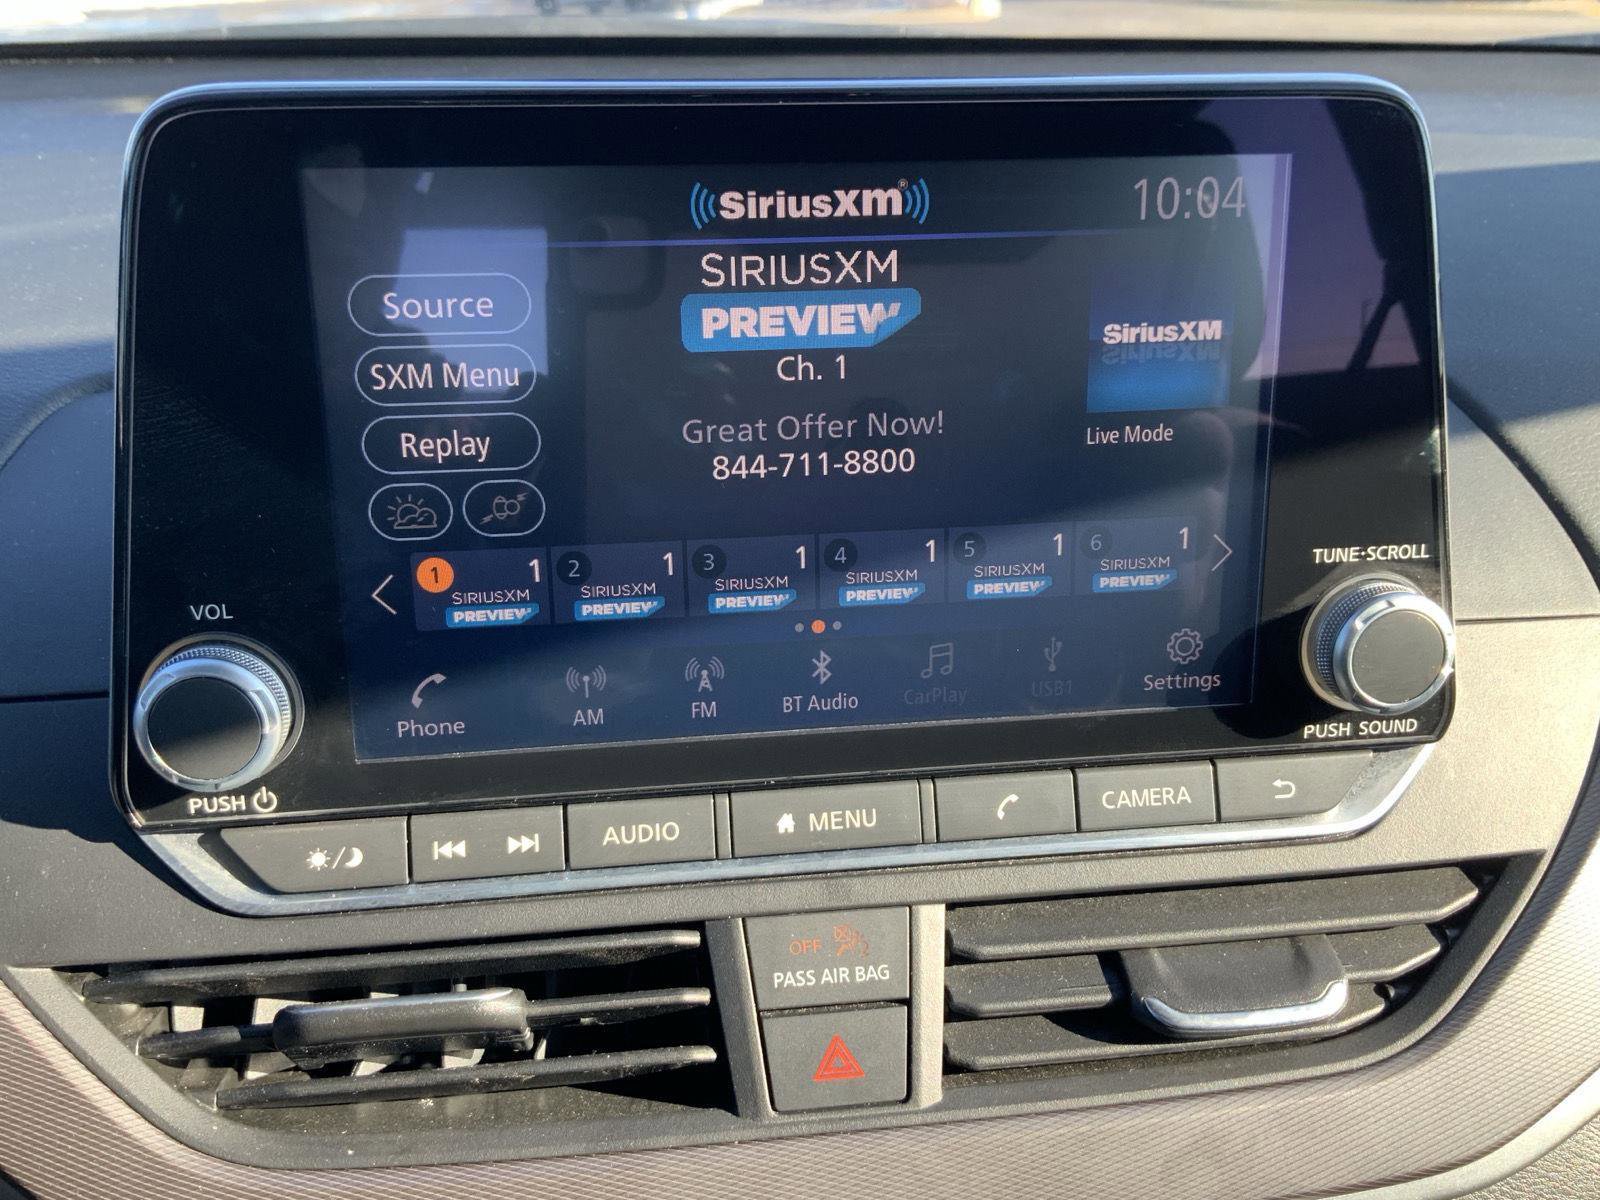 SiriusXM®
10:04
SIRIUSXM
PREVIEW
Ch. 1
Great Offer Now!
844-711-8800
Source
SXM Menu
Replay
SiriusXM
SiriusXM
Live Mode
1 1 SIRIUSXM PREVIEW
2 1 SIRIUSXM PREVIEW
3 1 SIRIUSXM PREVIEW
4 1 SIRIUSXM PREVIEW
5 1 SIRIUSXM PREVIEW
6 1 SIRIUSXM PREVIEW
Phone
AM
FM
BT Audio
CarPlay
USB1
Settings
VOL
PUSH
TUNE·SCROLL
PUSH SOUND
AUDIO
MENU
CAMERA
OFF
PASS AIR BAG